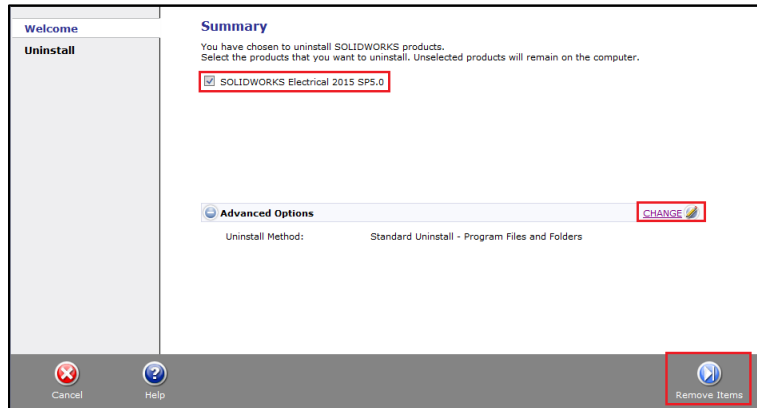 Welcome
Uninstall
Summary
You have chosen to uninstall SOLIDWORKS products.
Select the products that you want to uninstall. Unselected products will remain on the computer.
SOLIDWORKS Electrical 2015 SP5.0
Advanced Options CHANGE
Uninstall Method: Standard Uninstall - Program Files and Folders
Cancel Help Remove Items